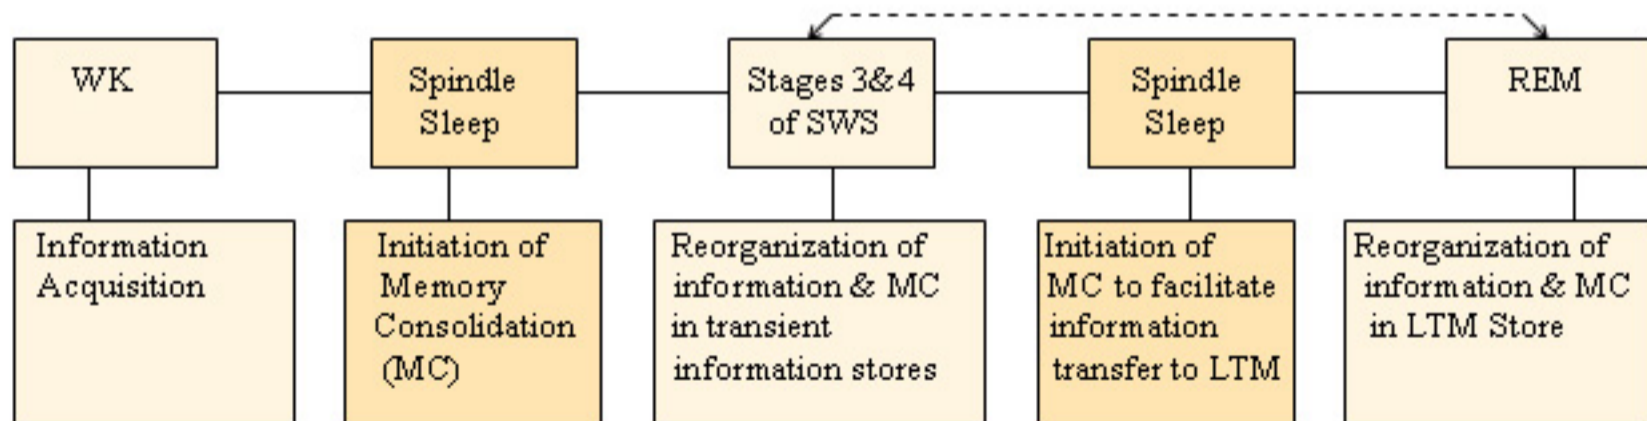 WK
Spindle
Sleep
Stages 3&4
of SWS
Spindle
Sleep
REM
Information
Acquisition
Initiation of
Memory
Consolidation
(MC)
Reorganization of
information & MC
in transient
information stores
Initiation of
MC to facilitate
information
transfer to LTM
Reorganization of
information & MC
in LTM Store